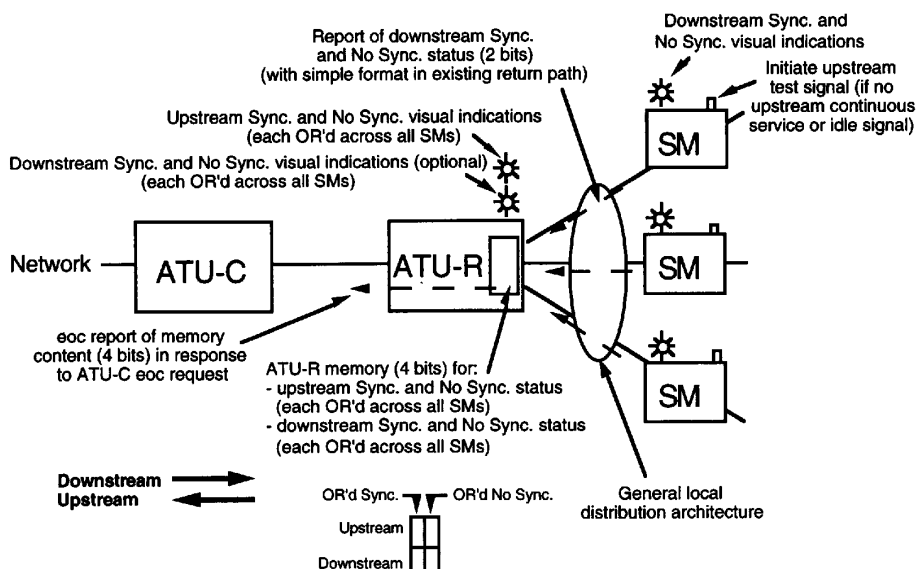 Report of downstream Sync.
and No Sync. status (2 bits)
(with simple format in existing return path)
Downstream Sync. and
No Sync. visual indications
Initiate upstream
test signal (if no
upstream continuous
service or idle signal)
Upstream Sync. and No Sync. visual indications
(each OR'd across all SMs)
Downstream Sync. and No Sync. visual indications (optional)
(each OR'd across all SMs)
SM
Network
ATU-C
ATU-R
SM
eoc report of memory
content (4 bits) in response
to ATU-C eoc request
ATU-R memory (4 bits) for:
- upstream Sync. and No Sync. status
(each OR'd across all SMs)
- downstream Sync. and No Sync. status
(each OR'd across all SMs)
SM
Downstream
Upstream
General local
distribution architecture
OR'd Sync.
OR'd No Sync.
Upstream
Downstream